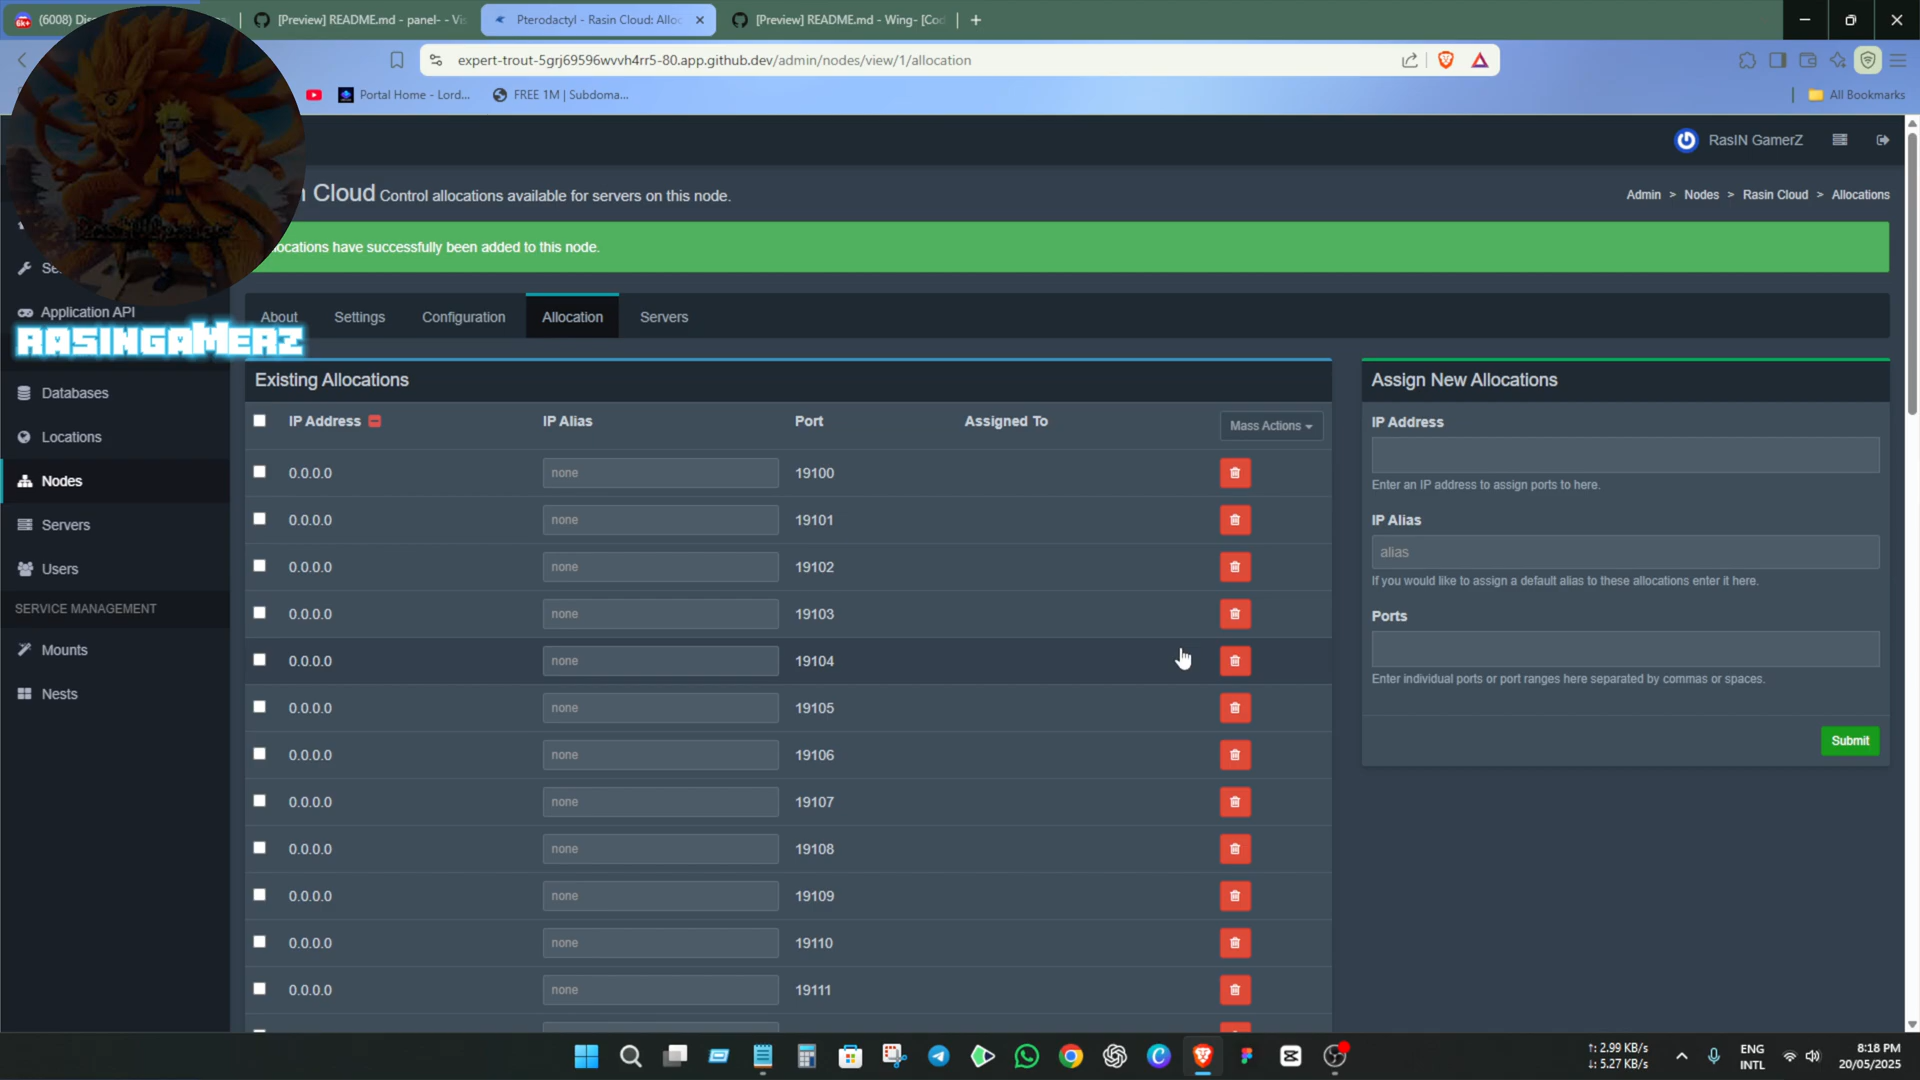 (6008) Dis
[Preview] README.md - panel- - Vis
Pterodactyl - Rasin Cloud: Alloc
[Preview] README.md - Wing- [Cod
expert-trout-5grj69596wvvh4rr5-80.app.github.dev/admin/nodes/view/1/allocation
Portal Home - Lord...
FREE 1M | Subdoma...
All Bookmarks
RasIN GamerZ
Cloud Control allocations available for servers on this node.
Admin > Nodes > Rasin Cloud > Allocations
locations have successfully been added to this node.
Se
Application API
RASINGAMERZ
Databases
Locations
Nodes
Servers
Users
SERVICE MANAGEMENT
Mounts
Nests
About
Settings
Configuration
Allocation
Servers
Existing Allocations
IP Address
IP Alias
Port
Assigned To
Mass Actions
0.0.0.0 none 19100
0.0.0.0 none 19101
0.0.0.0 none 19102
0.0.0.0 none 19103
0.0.0.0 none 19104
0.0.0.0 none 19105
0.0.0.0 none 19106
0.0.0.0 none 19107
0.0.0.0 none 19108
0.0.0.0 none 19109
0.0.0.0 none 19110
0.0.0.0 none 19111
Assign New Allocations
IP Address
Enter an IP address to assign ports to here.
IP Alias
alias
If you would like to assign a default alias to these allocations enter it here.
Ports
Enter individual ports or port ranges here separated by commas or spaces.
Submit
↑: 2.99 KB/s
↓: 5.27 KB/s
ENG
INTL
8:18 PM
20/05/2025